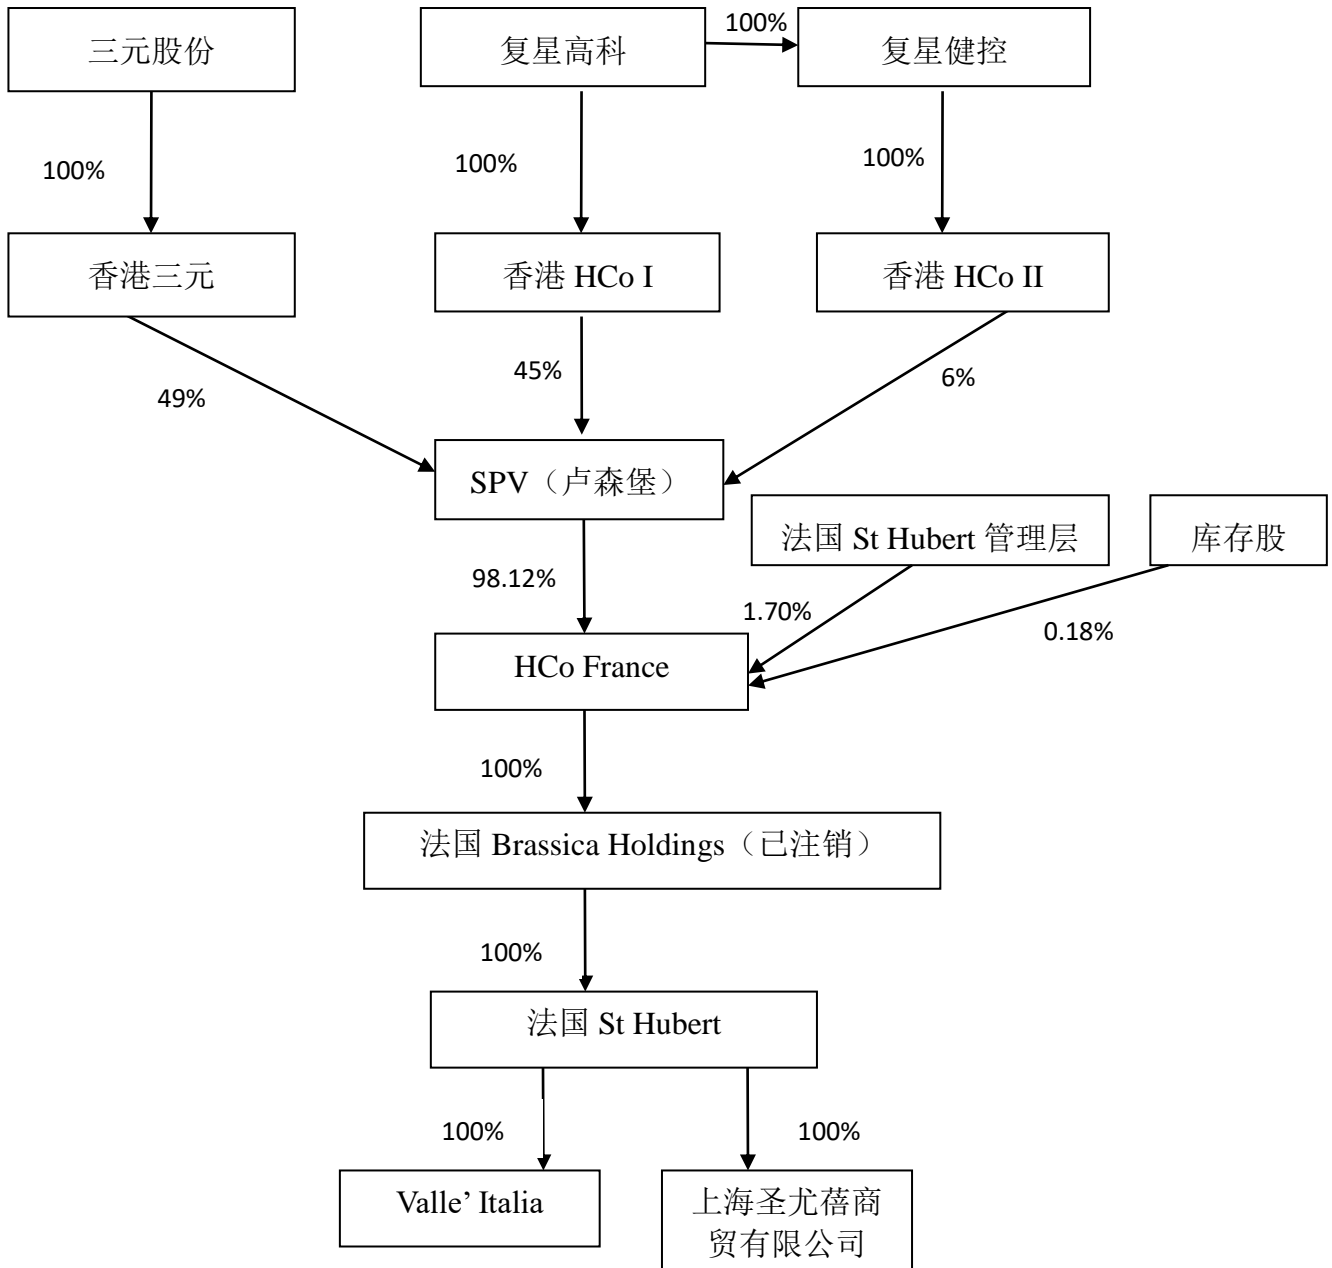 三元股份
复星高科
100%
复星健控
100%
100%
100%
香港三元
香港 HCo I
香港 HCo II
49%
45%
6%
SPV（卢森堡）
法国 St Hubert 管理层
库存股
98.12%
1.70%
0.18%
HCo France
100%
法国 Brassica Holdings（已注销）
100%
法国 St Hubert
100%
100%
Valle’ Italia
上海圣尤蓓商
贸有限公司